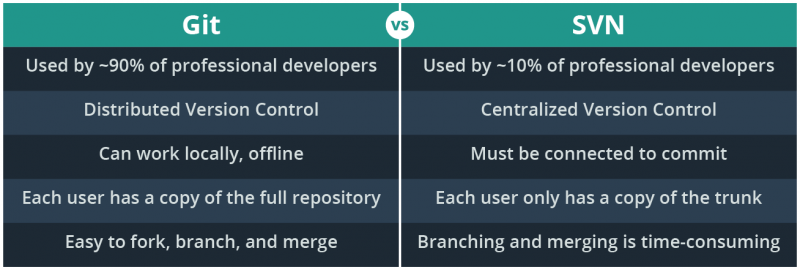 Git vs SVN
Used by ~90% of professional developers Used by ~10% of professional developers
Distributed Version Control Centralized Version Control
Can work locally, offline Must be connected to commit
Each user has a copy of the full repository Each user only has a copy of the trunk
Easy to fork, branch, and merge Branching and merging is time-consuming